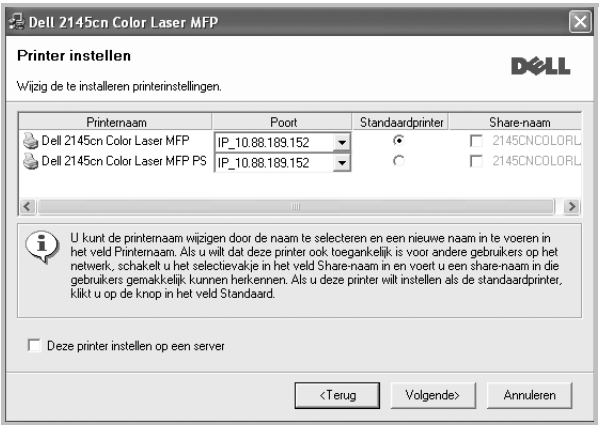 Dell 2145cn Color Laser MFP
Printer instellen
DELL
Wijzig de te installeren printerinstellingen.
Printernaam Poort Standaardprinter Share-naam
Dell 2145cn Color Laser MFP IP_10.88.189.152 2145CNCOLORL
Dell 2145cn Color Laser MFP PS IP_10.88.189.152 2145CNCOLORL
U kunt de printernaam wijzigen door de naam te selecteren en een nieuwe naam in te voeren in
het veld Printernaam. Als u wilt dat deze printer ook toegankelijk is voor andere gebruikers op het
netwerk, schakelt u het selectievakje in het veld Share-naam in en voert u een share-naam in die
gebruikers gemakkelijk kunnen herkennen. Als u deze printer wilt instellen als de standaardprinter,
klikt u op de knop in het veld Standaard.
Deze printer instellen op een server
<Terug Volgende> Annuleren